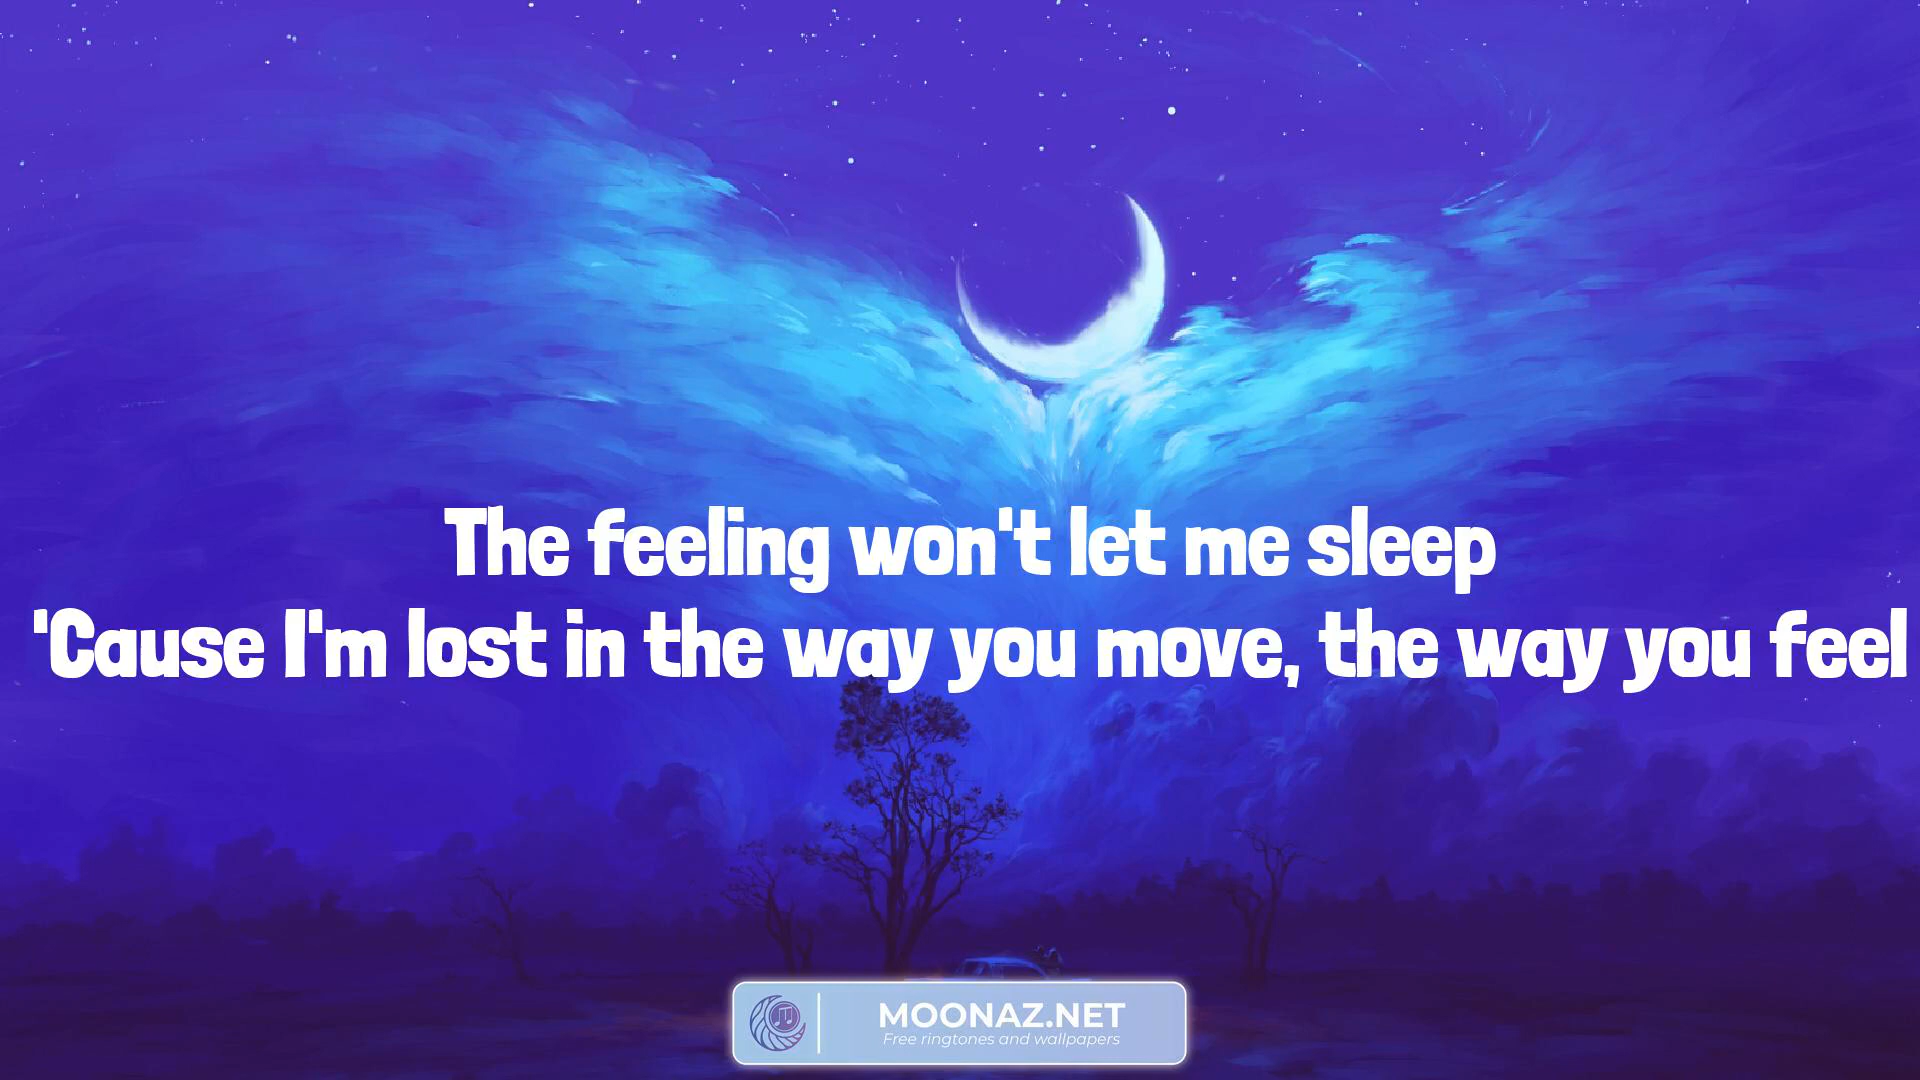 The feeling won't let me sleep
'Cause I'm lost in the way you move, the way you feel
MOONAZ.NET
Free ringtones and wallpapers